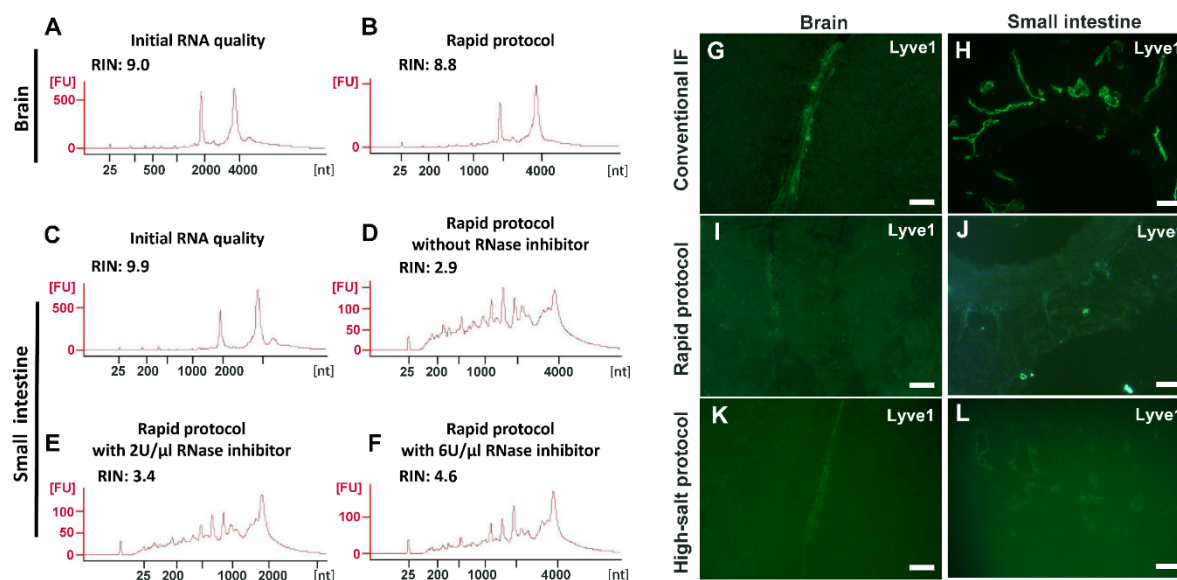 A
Initial RNA quality
RIN: 9.0
[FU]
500
0
25 500 2000 4000 [nt]
B
Rapid protocol
RIN: 8.8
[FU]
100
0
25 200 1000 4000 [nt]
Brain
C
Initial RNA quality
RIN: 9.9
[FU]
500
0
25 200 1000 2000 [nt]
D
Rapid protocol
without RNase inhibitor
RIN: 2.9
[FU]
100
50
0
25 200 1000 4000 [nt]
E
Rapid protocol
with 2U/µl RNase inhibitor
RIN: 3.4
[FU]
100
50
0
25 200 1000 2000 [nt]
F
Rapid protocol
with 6U/µl RNase inhibitor
RIN: 4.6
[FU]
100
0
25 200 1000 4000 [nt]
Small intestine
Brain
Small intestine
Conventional IF
G
Lyve1
H
Lyve1
Rapid protocol
I
Lyve1
J
Lyve1
High-salt protocol
K
Lyve1
L
Lyve1